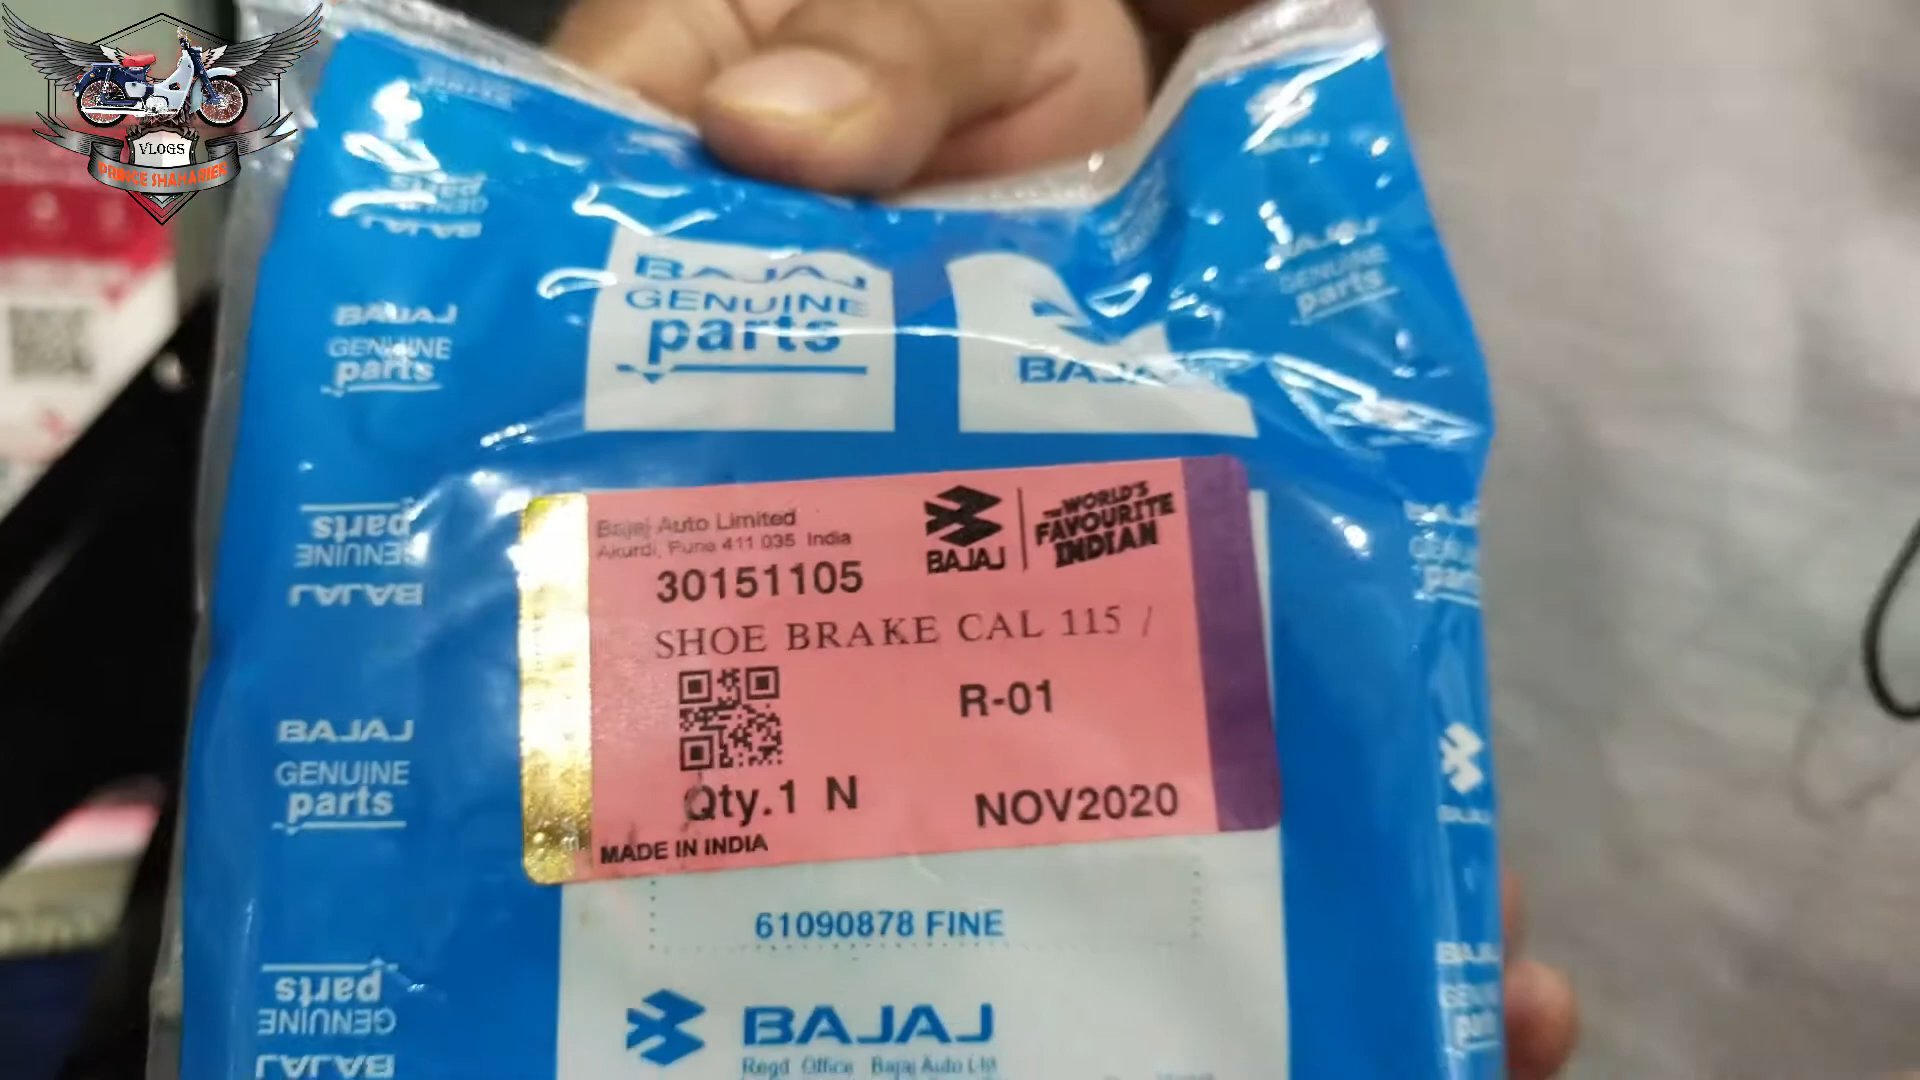 VLOGS
PRINCE SHAHARIER
BAJAJ
GENUINE
parts
BAJAJ
BAJAJ
GENUINE
parts
BAJAJ
GENUINE
parts
parts
GENUINE
BAJAJ
Bajaj Auto Limited
Akurdi, Pune 411 035 India
30151105
BAJAJ
THE WORLD'S
FAVOURITE
INDIAN
SHOE BRAKE CAL 115 /
R-01
Qty.1 N
NOV2020
MADE IN INDIA
BAJAJ
GENUINE
parts
61090878 FINE
parts
GENUINE
BAJAJ
BAJAJ
Regd. Office Bajaj Auto Ltd